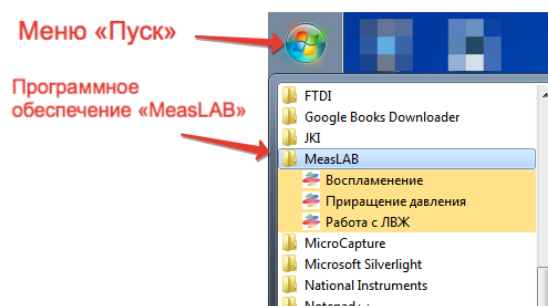 Меню «Пуск»
Программное
обеспечение «MeasLAB»
FTDI
Google Books Downloader
JKI
MeasLAB
Воспламенение
Приращение давления
Работа с ЛВЖ
MicroCapture
Microsoft Silverlight
National Instruments
Notepad++